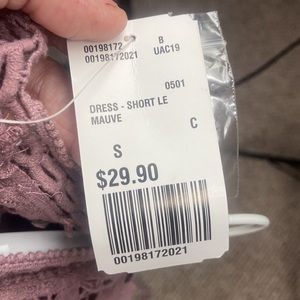 00198172 B
00198172021 UAC19
0501
DRESS - SHORT LE
MAUVE
C
S
$29.90
00198172021